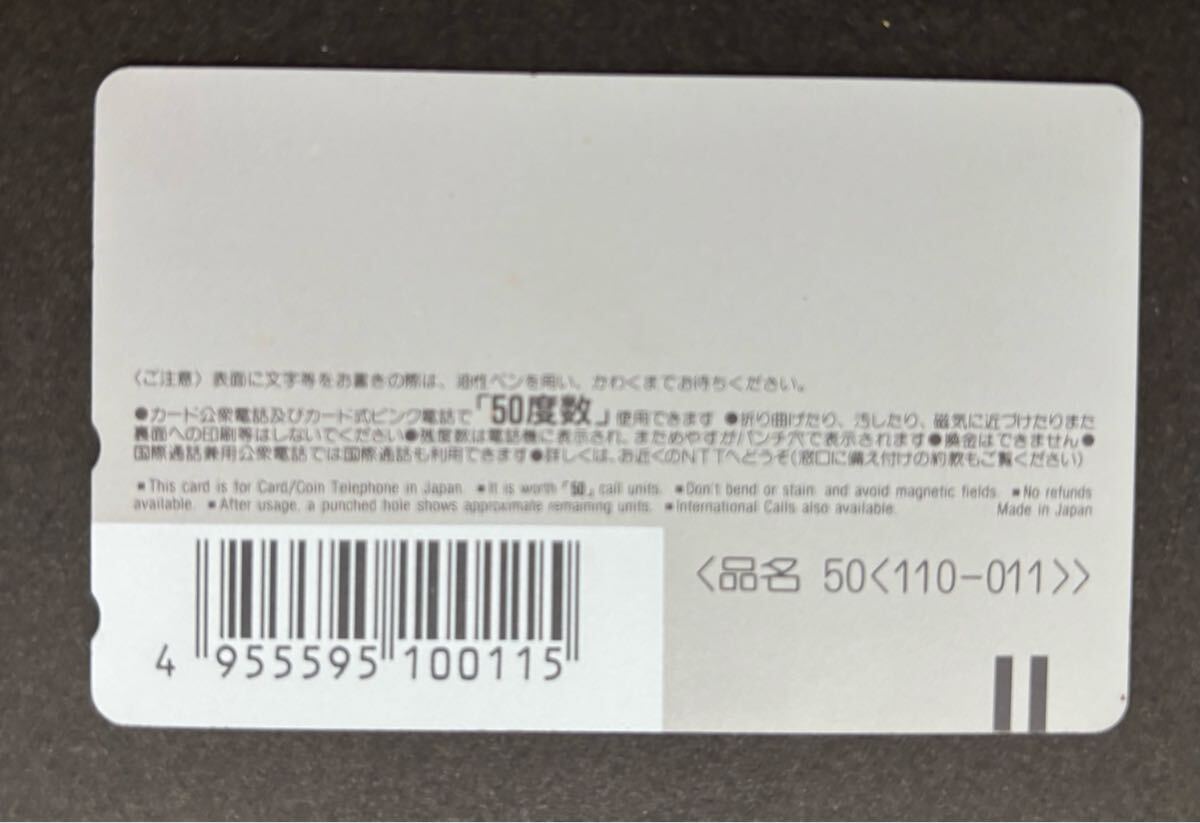 〈ご注意〉表面に文字等をお書きの際は、油性ペンを用い、かわくまでお待ちください。
●カード公衆電話及びカード式ピンク電話で「50度数」使用できます ●折り曲げたり、汚したり、磁気に近づけたりまた
裏面への印刷等はしないでください●残度数は電話機に表示され、まためやすがパンチ穴で表示されます●換金はできません●
国際通話兼用公衆電話では国際通話も利用できます●詳しくは、お近くのNTTへどうぞ(窓口に備え付けの約款もご覧ください)
■This card is for Card/Coin Telephone in Japan. ■It is worth「50」call units. ■Don't bend or stain and avoid magnetic fields. ■No refunds
available. ■After usage, a punched hole shows approximate remaining units. ■International Calls also available. Made in Japan
〈品名 50〈110-011〉〉
4 955595 100115